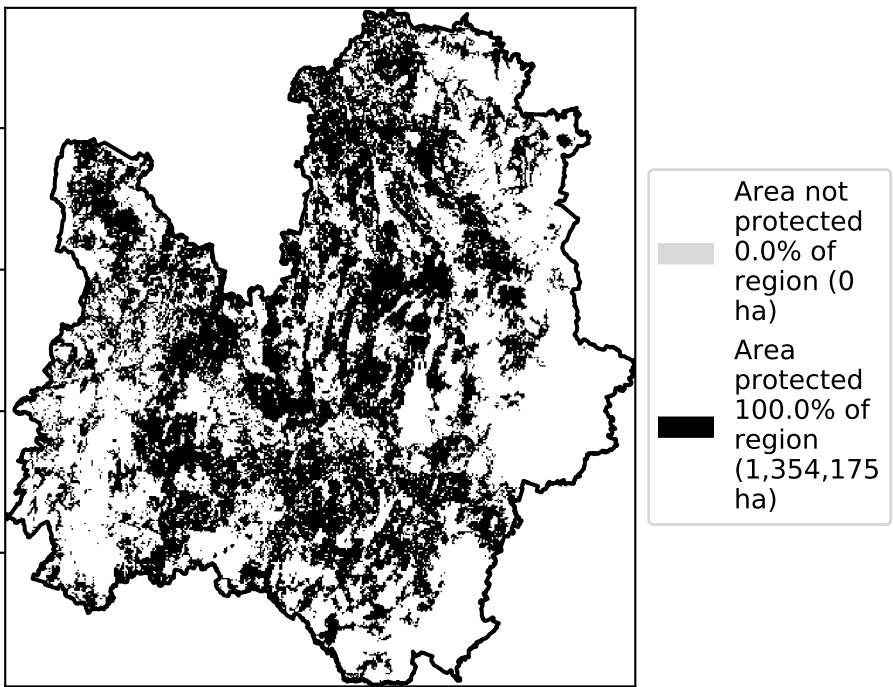 Area not
protected
0.0% of
region (0
ha)
Area
protected
100.0% of
region
(1,354,175
ha)